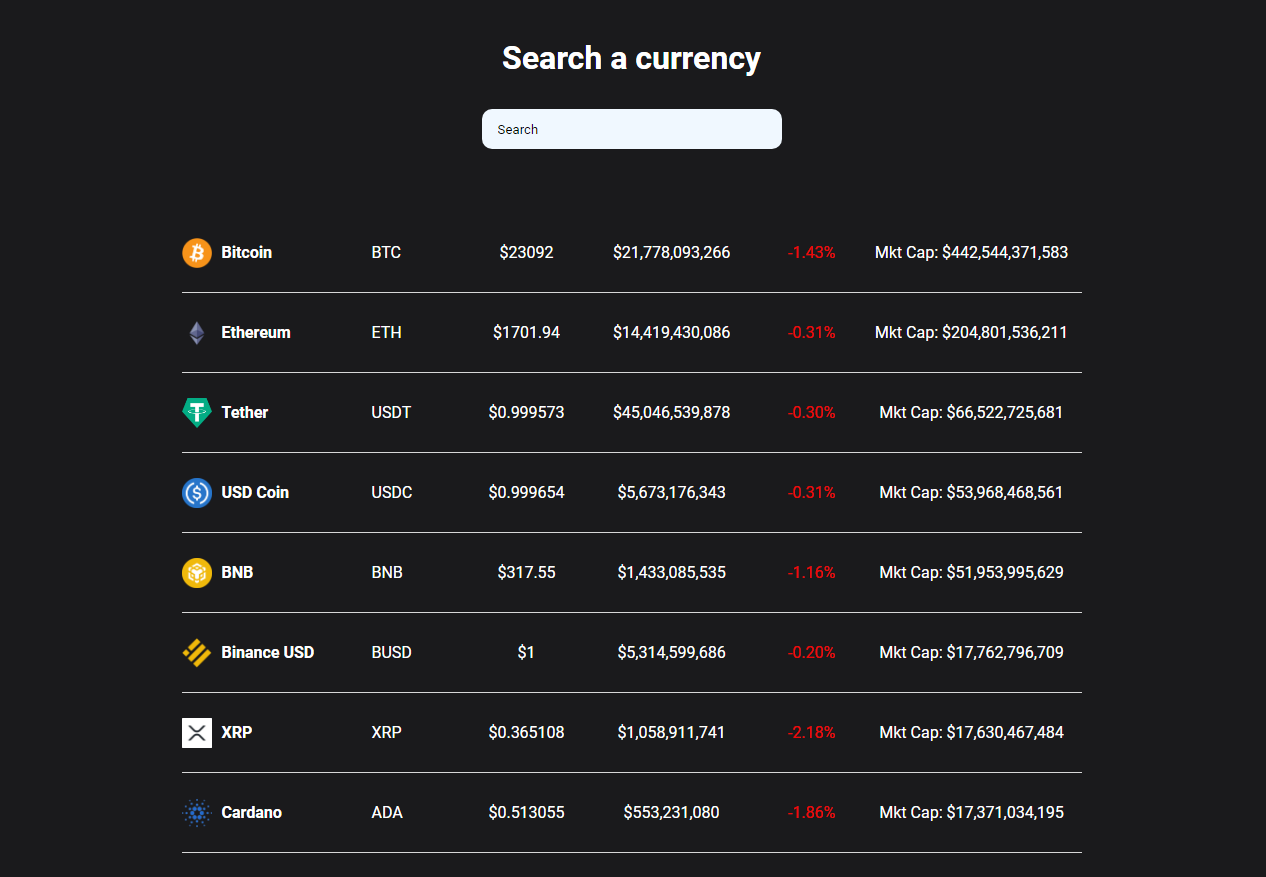 Search a currency
Search
Bitcoin BTC $23092 $21,778,093,266 -1.43% Mkt Cap: $442,544,371,583
Ethereum ETH $1701.94 $14,419,430,086 -0.31% Mkt Cap: $204,801,536,211
Tether USDT $0.999573 $45,046,539,878 -0.30% Mkt Cap: $66,522,725,681
USD Coin USDC $0.999654 $5,673,176,343 -0.31% Mkt Cap: $53,968,468,561
BNB BNB $317.55 $1,433,085,535 -1.16% Mkt Cap: $51,953,995,629
Binance USD BUSD $1 $5,314,599,686 -0.20% Mkt Cap: $17,762,796,709
XRP XRP $0.365108 $1,058,911,741 -2.18% Mkt Cap: $17,630,467,484
Cardano ADA $0.513055 $553,231,080 -1.86% Mkt Cap: $17,371,034,195